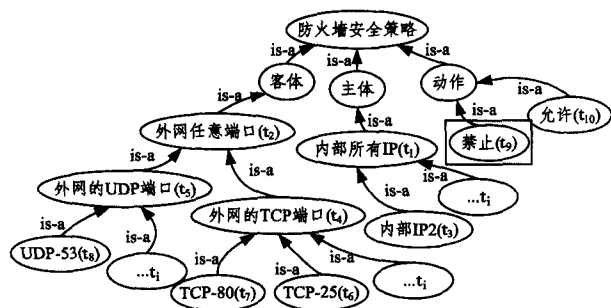 防火墙安全策略
is-a
is-a
is-a
客体
主体
动作
is-a
is-a
is-a
is-a
外网任意端口(t2)
内部所有IP(t1)
禁止(t9)
允许(t10)
is-a
is-a
is-a
is-a
外网的UDP端口(t5)
外网的TCP端口(t4)
内部IP2(t3)
...ti
is-a
is-a
is-a
is-a
is-a
UDP-53(t8)
...ti
TCP-80(t7)
TCP-25(t6)
...ti